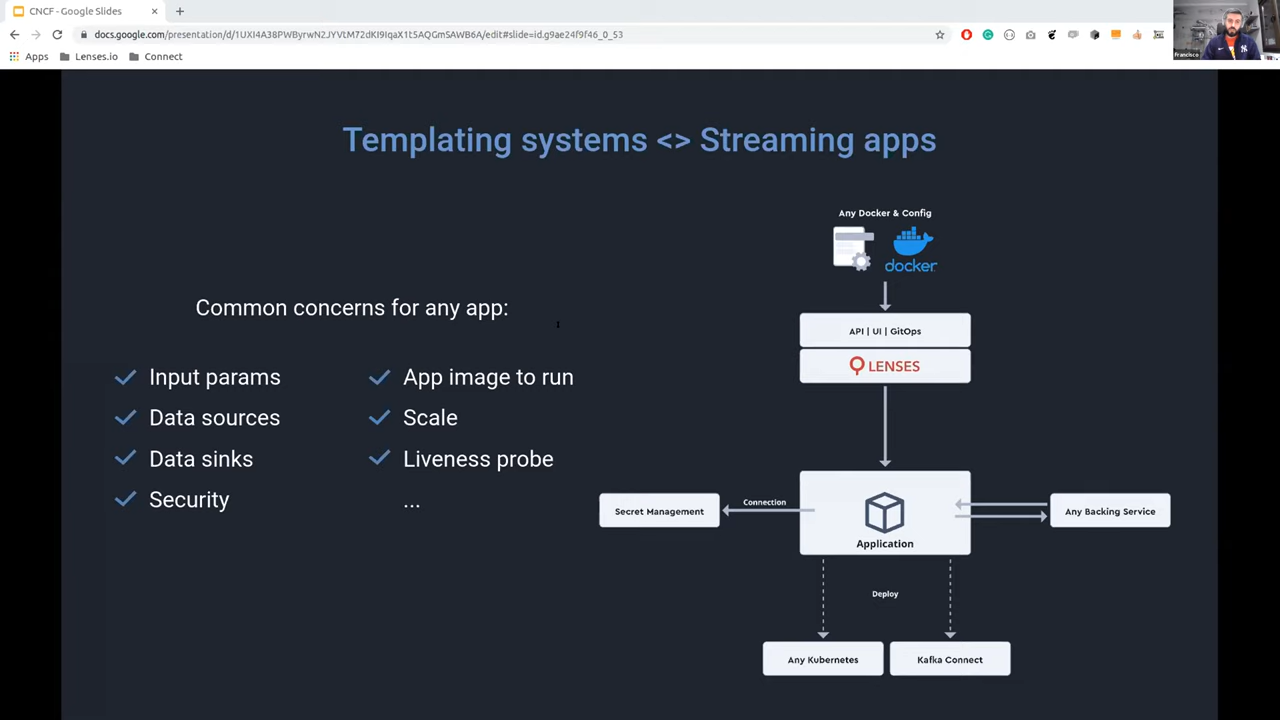 CNCF - Google Slides
docs.google.com/presentation/d/1UXI4A38PWByrwN2JYVtM72dKI9IqaX1tSAQGmSAWB6A/edit#slide=id.g9ae24f9f46_0_53
Apps
Lenses.io
Connect
Francisco
Templating systems <> Streaming apps
Common concerns for any app:
Input params
Data sources
Data sinks
Security
App image to run
Scale
Liveness probe
...
Any Docker & Config
docker
API | UI | GitOps
LENSES
Secret Management
Connection
Application
Any Backing Service
Deploy
Any Kubernetes
Kafka Connect